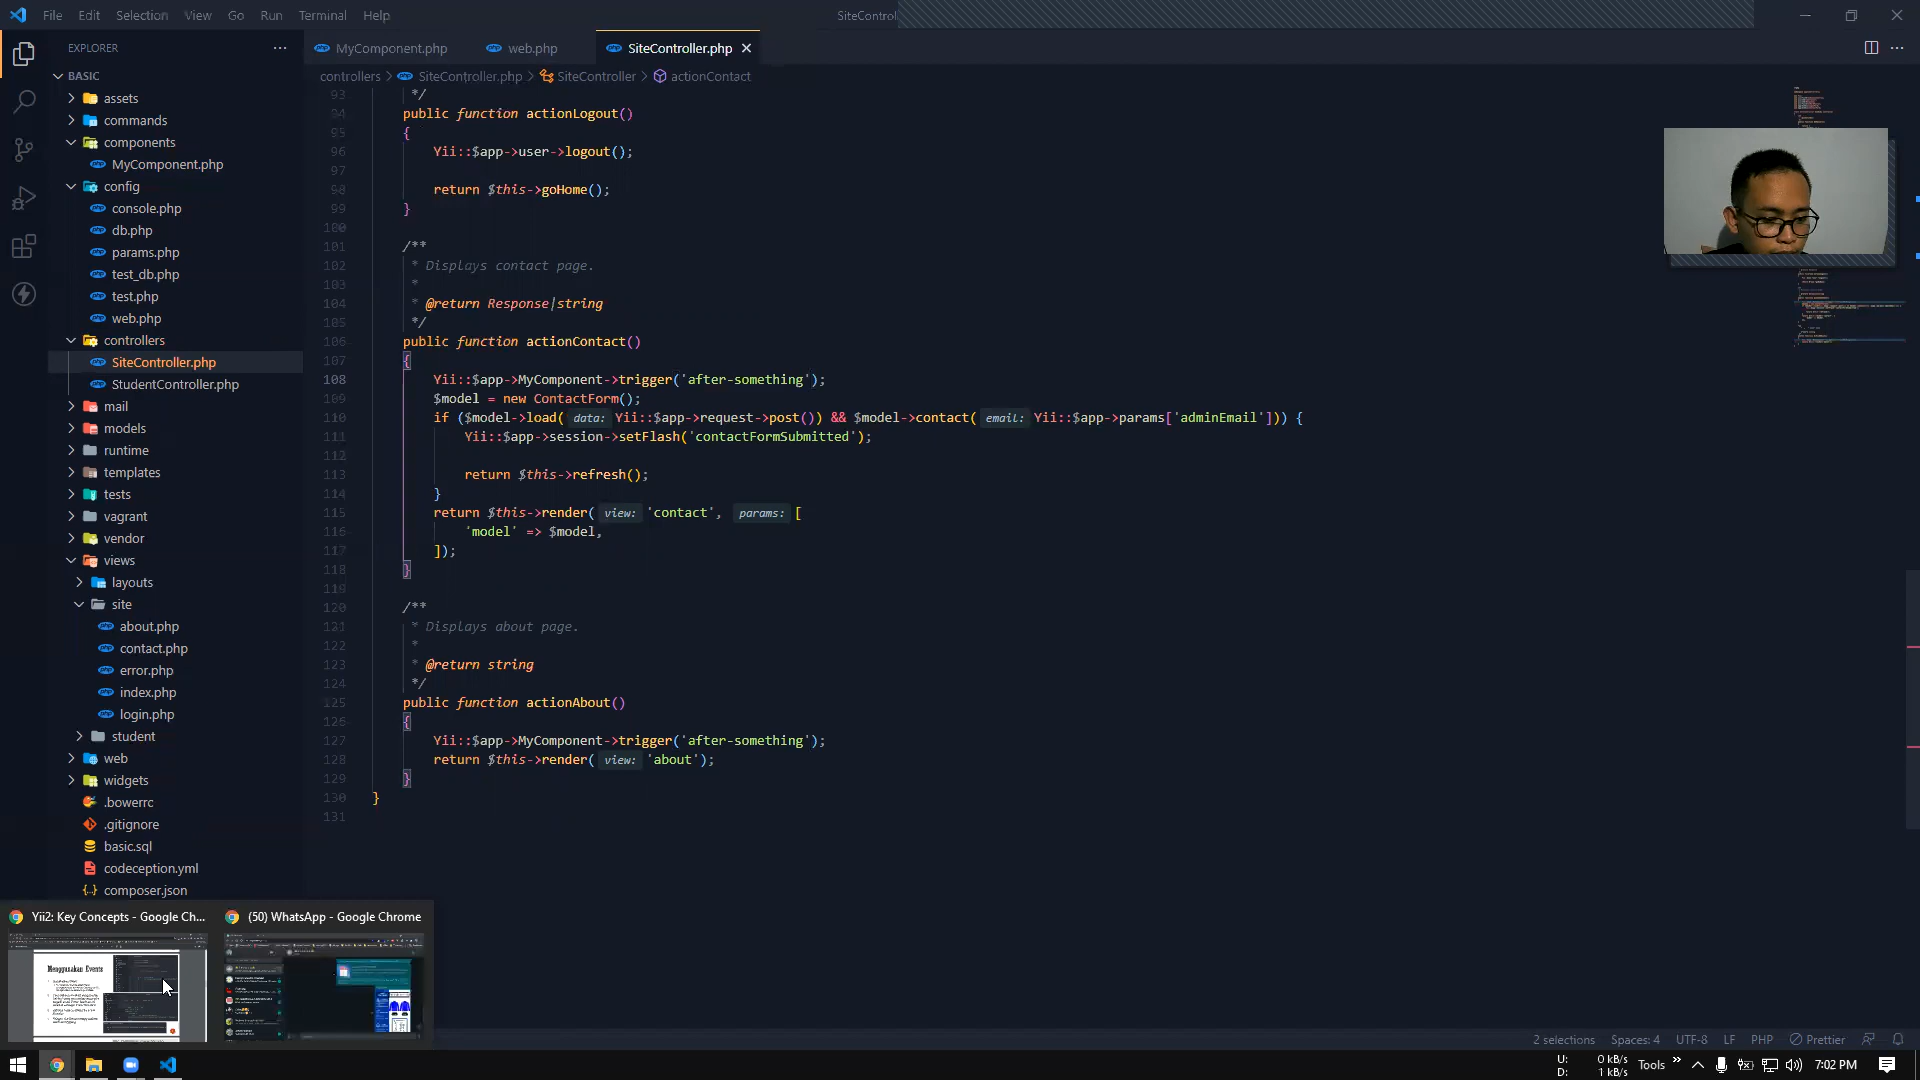 File Edit Selection View Go Run Terminal Help
SiteControl
EXPLORER
MyComponent.php
web.php
SiteController.php
controllers > SiteController.php > SiteController > actionContact
BASIC
assets
commands
components
MyComponent.php
config
console.php
db.php
params.php
test_db.php
test.php
web.php
controllers
SiteController.php
StudentController.php
mail
models
runtime
templates
tests
vagrant
vendor
views
layouts
site
about.php
contact.php
error.php
index.php
login.php
student
web
widgets
.bowerrc
.gitignore
basic.sql
codeception.yml
composer.json
93 */
94 public function actionLogout()
95 {
96 Yii::$app->user->logout();
97
98 return $this->goHome();
99 }
100
101 /**
102 * Displays contact page.
103 *
104 * @return Response|string
105 */
106 public function actionContact()
107 {
108 Yii::$app->MyComponent->trigger('after-something');
109 $model = new ContactForm();
110 if ($model->load( data: Yii::$app->request->post()) && $model->contact( email: Yii::$app->params['adminEmail'])) {
111 Yii::$app->session->setFlash('contactFormSubmitted');
112
113 return $this->refresh();
114 }
115 return $this->render( view: 'contact', params: [
116 'model' => $model,
117 ]);
118 }
119
120 /**
121 * Displays about page.
122 *
123 * @return string
124 */
125 public function actionAbout()
126 {
127 Yii::$app->MyComponent->trigger('after-something');
128 return $this->render( view: 'about');
129 }
130 }
131
Yii2: Key Concepts - Google Ch...
(50) WhatsApp - Google Chrome
Menggunakan Events
2 selections Spaces: 4 UTF-8 LF PHP Prettier
U: 0 kB/s
D: 1 kB/s
Tools
7:02 PM